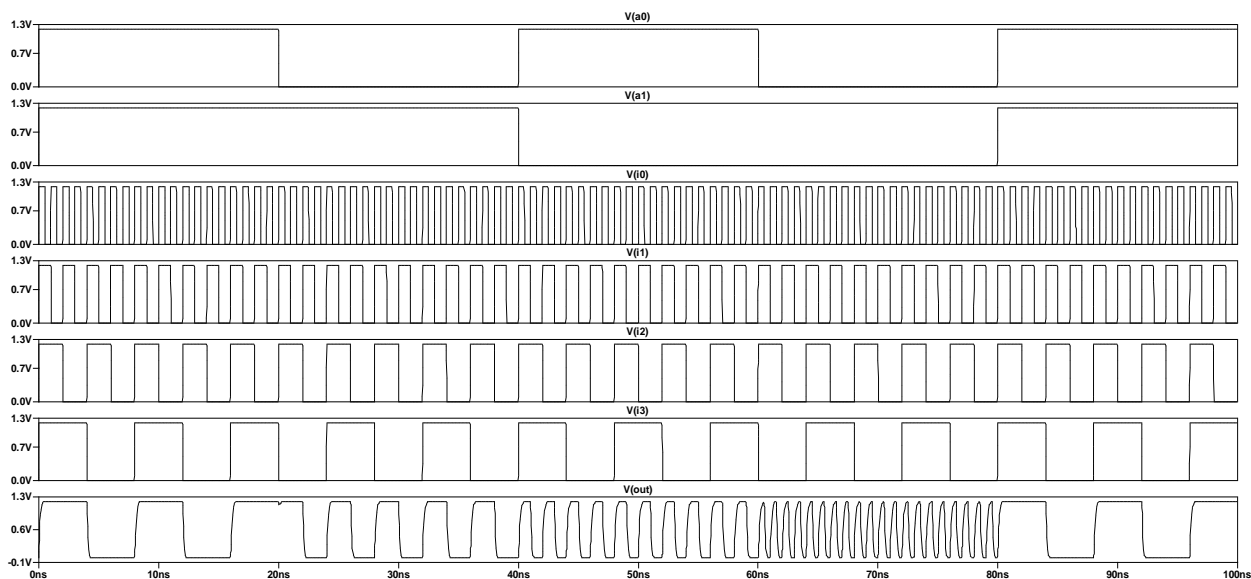 V(a0)
1.3V
0.7V
0.0V
V(a1)
1.3V
0.7V
0.0V
V(i0)
1.3V
0.7V
0.0V
V(i1)
1.3V
0.7V
0.0V
V(i2)
1.3V
0.7V
0.0V
V(i3)
1.3V
0.7V
0.0V
V(out)
1.3V
0.6V
-0.1V
0ns 10ns 20ns 30ns 40ns 50ns 60ns 70ns 80ns 90ns 100ns